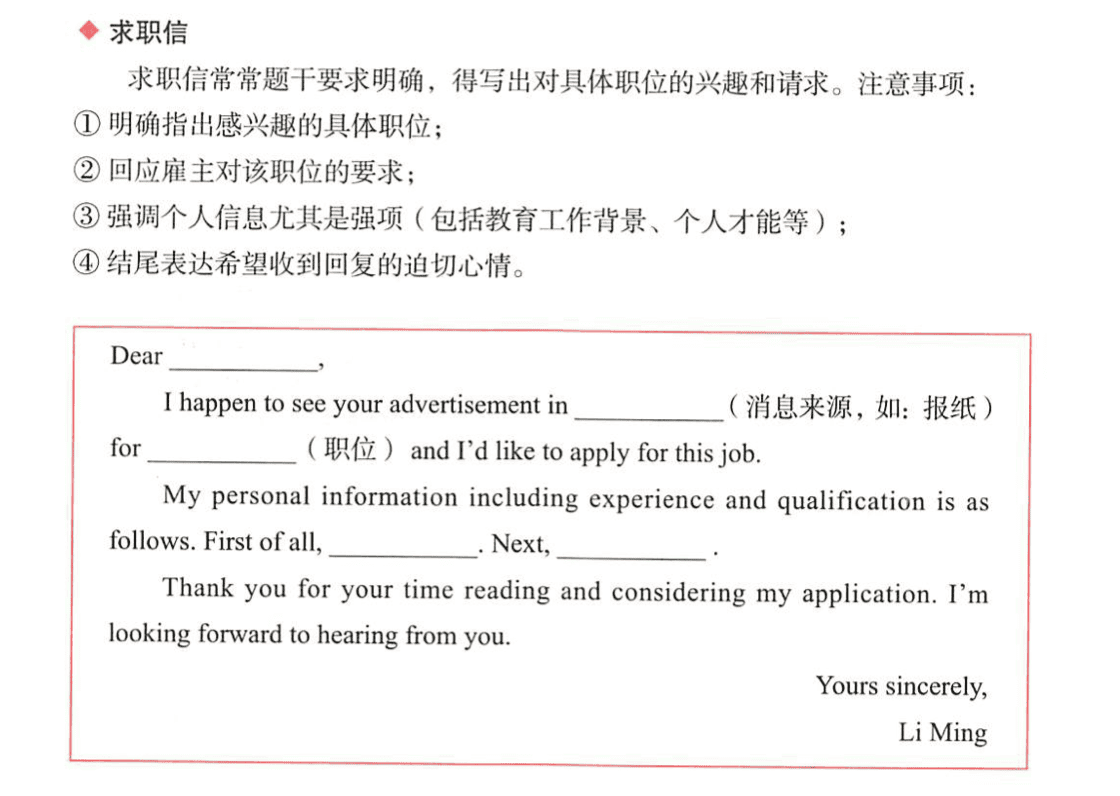 ◆ 求职信
求职信常常题干要求明确，得写出对具体职位的兴趣和请求。注意事项：
① 明确指出感兴趣的具体职位；
② 回应雇主对该职位的要求；
③ 强调个人信息尤其是强项（包括教育工作背景、个人才能等）；
④ 结尾表达希望收到回复的迫切心情。
Dear ___________,
I happen to see your advertisement in ___________（消息来源，如：报纸）
for ___________（职位） and I’d like to apply for this job.
My personal information including experience and qualification is as
follows. First of all, ___________. Next, ___________ .
Thank you for your time reading and considering my application. I’m
looking forward to hearing from you.
Yours sincerely,
Li Ming